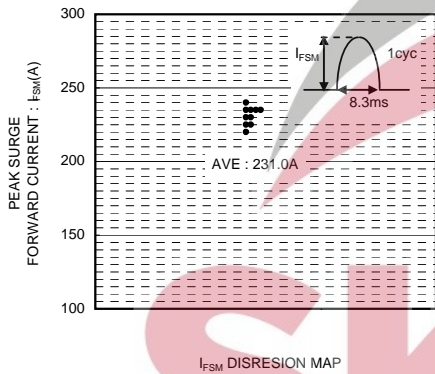 300
250
200
150
100
PEAK SURGE
FORWARD CURRENT : IFSM(A)
IFSM
1cyc
8.3ms
AVE : 231.0A
IFSM DISRESION MAP